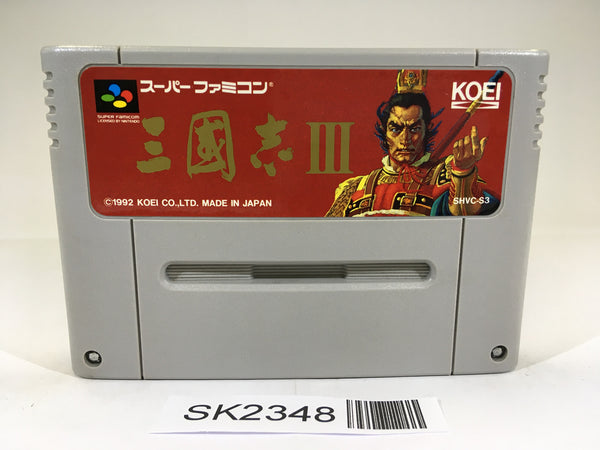 スーパーファミコン®
KOEI
SUPER FAMICOM
LICENSED BY NINTENDO
三國志III
©1992 KOEI CO.,LTD. MADE IN JAPAN
SHVC-S3
SK2348